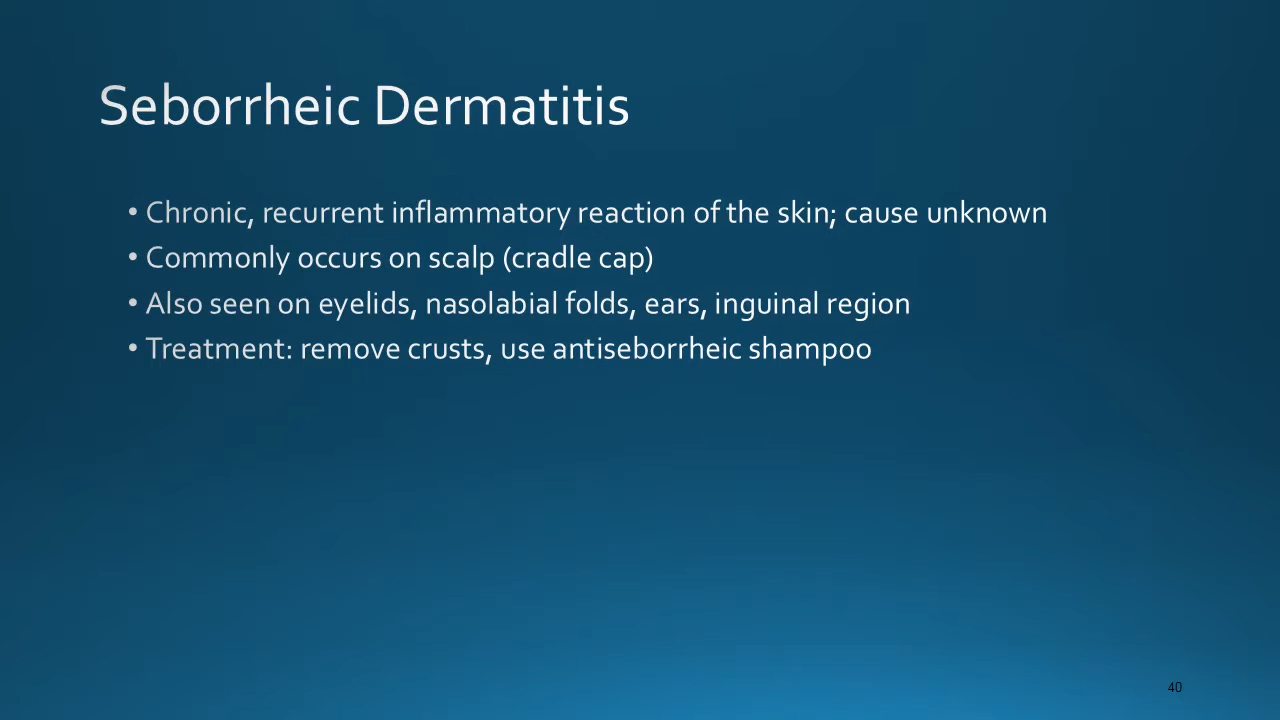 Seborrheic Dermatitis
• Chronic, recurrent inflammatory reaction of the skin; cause unknown
• Commonly occurs on scalp (cradle cap)
• Also seen on eyelids, nasolabial folds, ears, inguinal region
• Treatment: remove crusts, use antiseborrheic shampoo
40